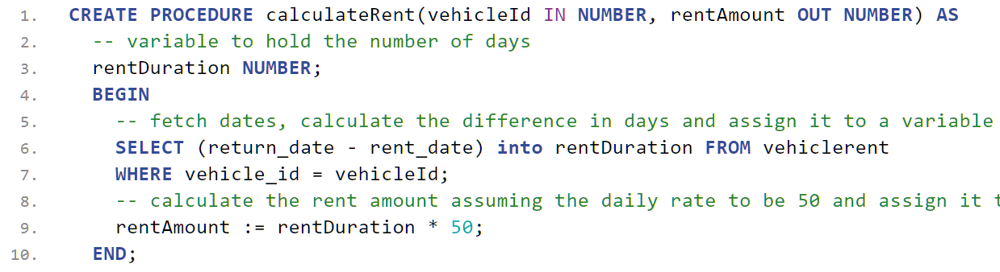 1. CREATE PROCEDURE calculateRent(vehicleId IN NUMBER, rentAmount OUT NUMBER) AS
2. -- variable to hold the number of days
3. rentDuration NUMBER;
4. BEGIN
5. -- fetch dates, calculate the difference in days and assign it to a variable
6. SELECT (return_date - rent_date) into rentDuration FROM vehiclerent
7. WHERE vehicle_id = vehicleId;
8. -- calculate the rent amount assuming the daily rate to be 50 and assign it
9. rentAmount := rentDuration * 50;
10. END;